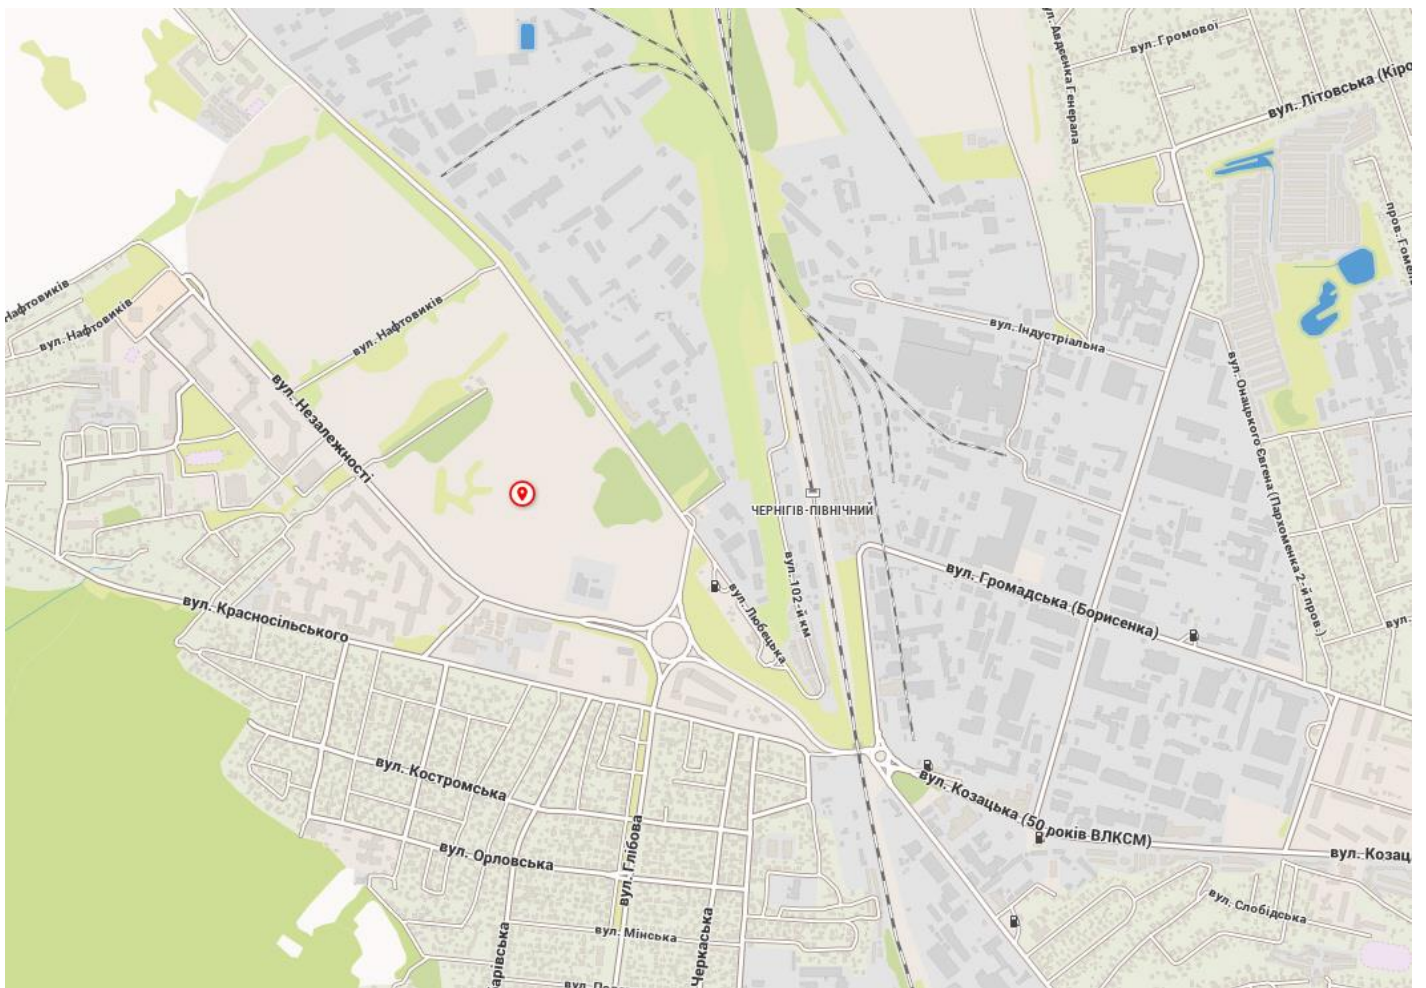 вул. Авдєєнка Генерала
вул. Громової
вул. Літовська (Кіро
пров. Гомель
Нафтовиків
вул. Нафтовиків
вул. Нафтовиків
вул. Індустріальна
вул. Незалежності
вул. Онацького Євгена (Пархоменка 2-й пров.)
ЧЕРНІГІВ-ПІВНІЧНИЙ
вул. 102-й км
вул. Любецька
вул. Громадська (Борисенка)
вул. Красносільського
вул.
вул. Костромська
вул. Козацька (50 років ВЛКСМ)
вул. Козац
вул. Орловська
вул. Глібова
вул. Слобідська
вул. Мінська
арівська
Черкаська